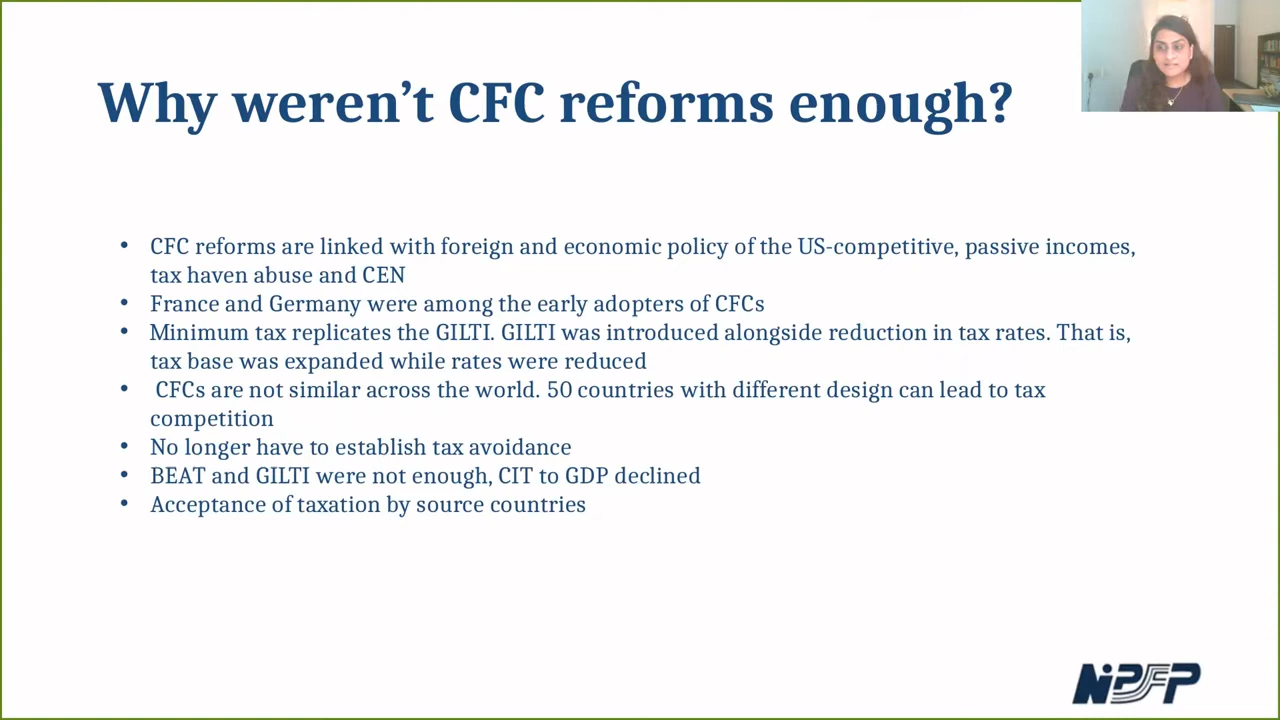 Why weren’t CFC reforms enough?
• CFC reforms are linked with foreign and economic policy of the US-competitive, passive incomes,
tax haven abuse and CEN
• France and Germany were among the early adopters of CFCs
• Minimum tax replicates the GILTI. GILTI was introduced alongside reduction in tax rates. That is,
tax base was expanded while rates were reduced
• CFCs are not similar across the world. 50 countries with different design can lead to tax
competition
• No longer have to establish tax avoidance
• BEAT and GILTI were not enough, CIT to GDP declined
• Acceptance of taxation by source countries
NIPFP